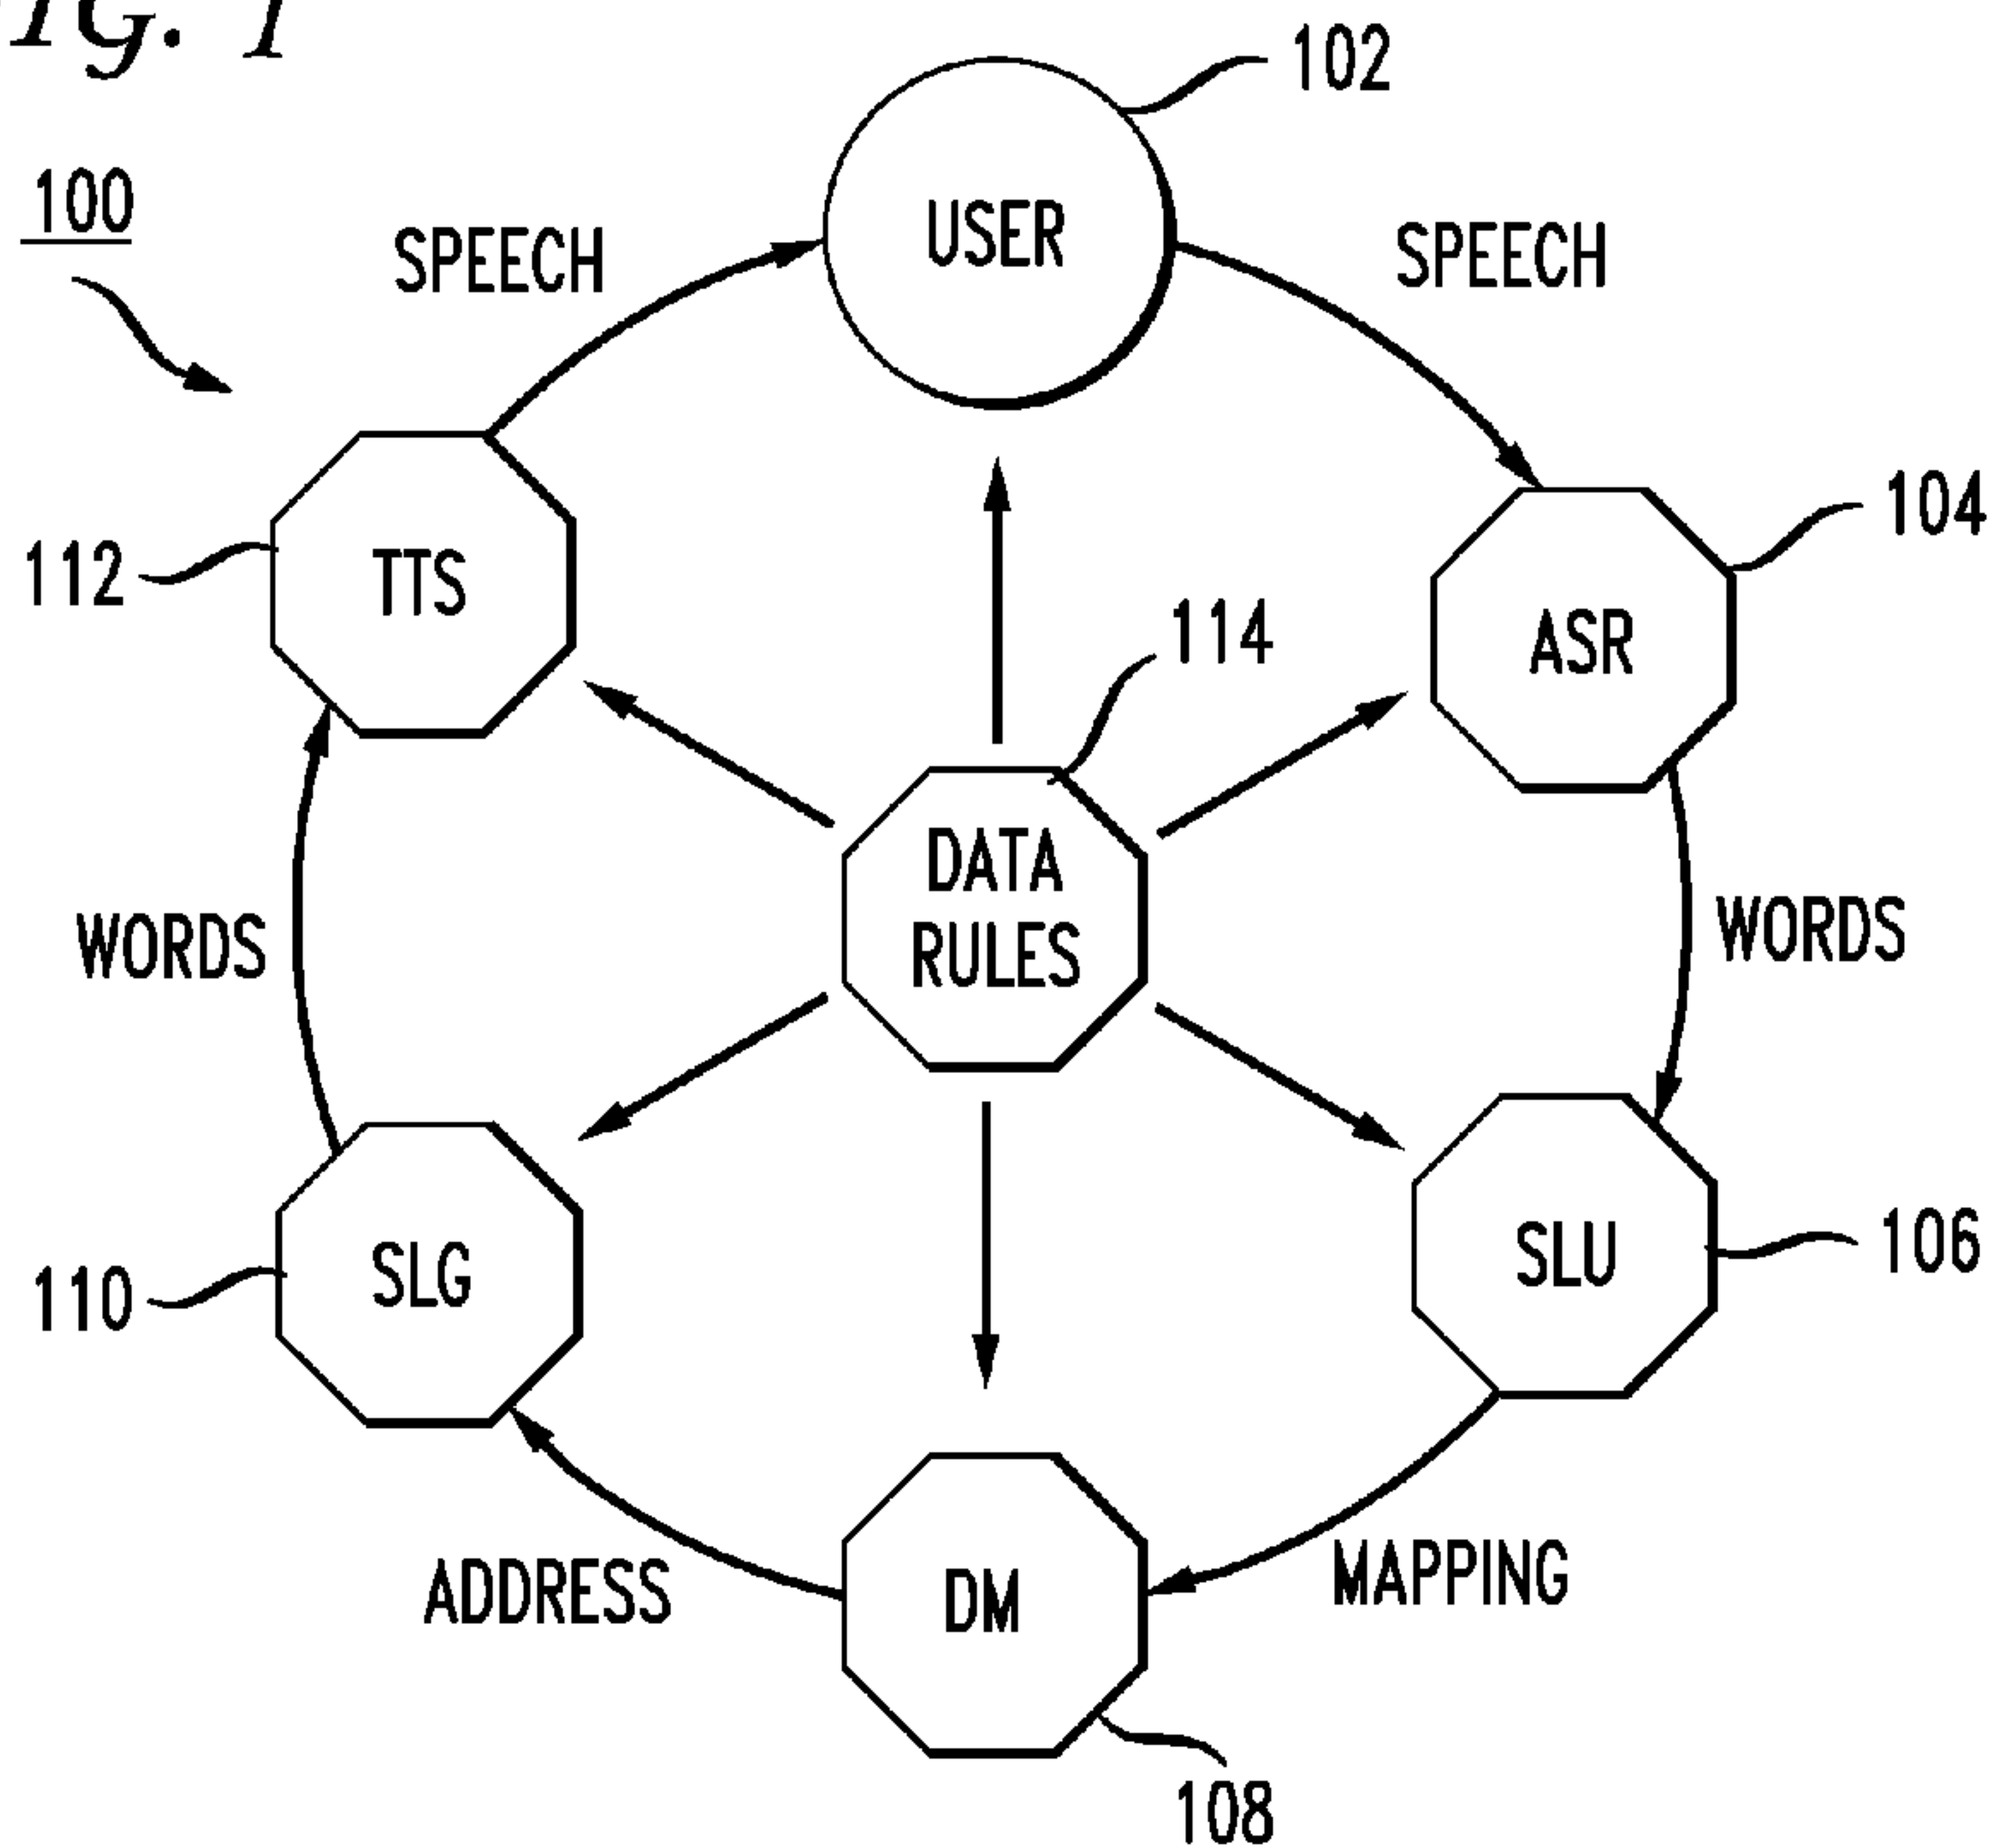 FIG. 1
102
100
USER
SPEECH
SPEECH
104
112
TTS
114
ASR
DATA
RULES
WORDS
WORDS
110
SLG
SLU
106
ADDRESS
DM
MAPPING
108